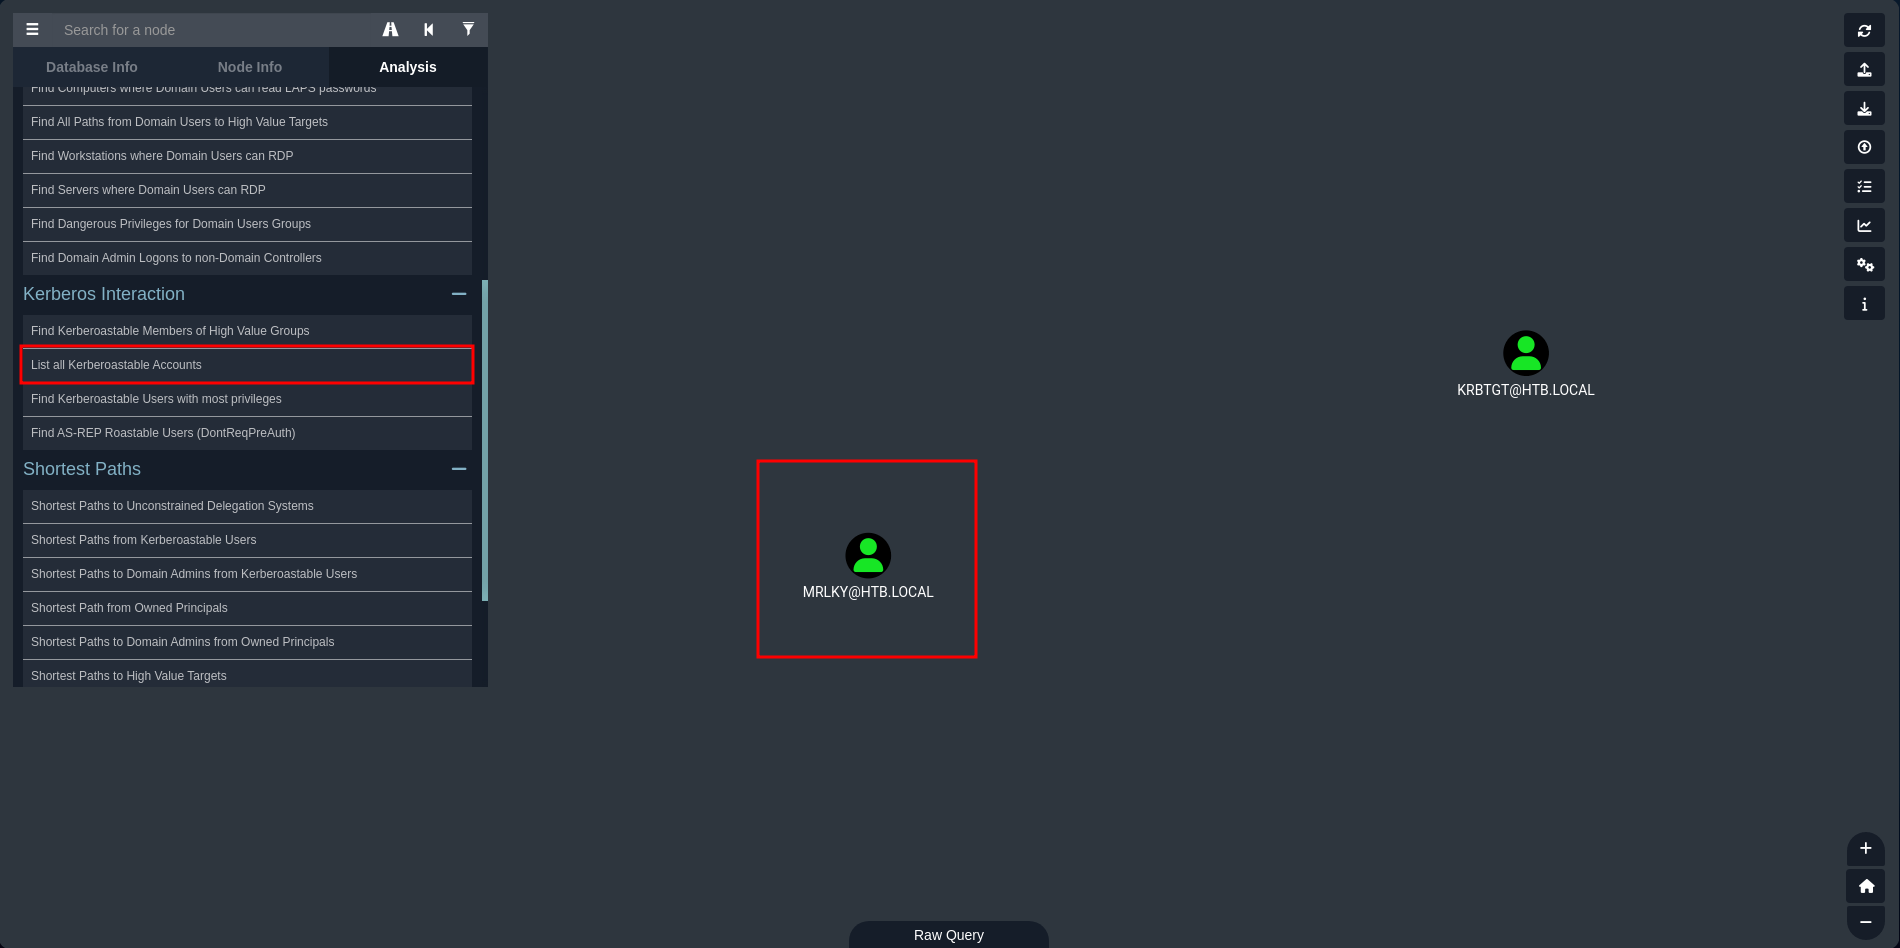 Search for a node
Database Info
Node Info
Analysis
Find Computers where Domain Users can read LAPS passwords
Find All Paths from Domain Users to High Value Targets
Find Workstations where Domain Users can RDP
Find Servers where Domain Users can RDP
Find Dangerous Privileges for Domain Users Groups
Find Domain Admin Logons to non-Domain Controllers
Kerberos Interaction
Find Kerberoastable Members of High Value Groups
List all Kerberoastable Accounts
Find Kerberoastable Users with most privileges
Find AS-REP Roastable Users (DontReqPreAuth)
Shortest Paths
Shortest Paths to Unconstrained Delegation Systems
Shortest Paths from Kerberoastable Users
Shortest Paths to Domain Admins from Kerberoastable Users
Shortest Path from Owned Principals
Shortest Paths to Domain Admins from Owned Principals
Shortest Paths to High Value Targets
KRBTGT@HTB.LOCAL
MRLKY@HTB.LOCAL
Raw Query